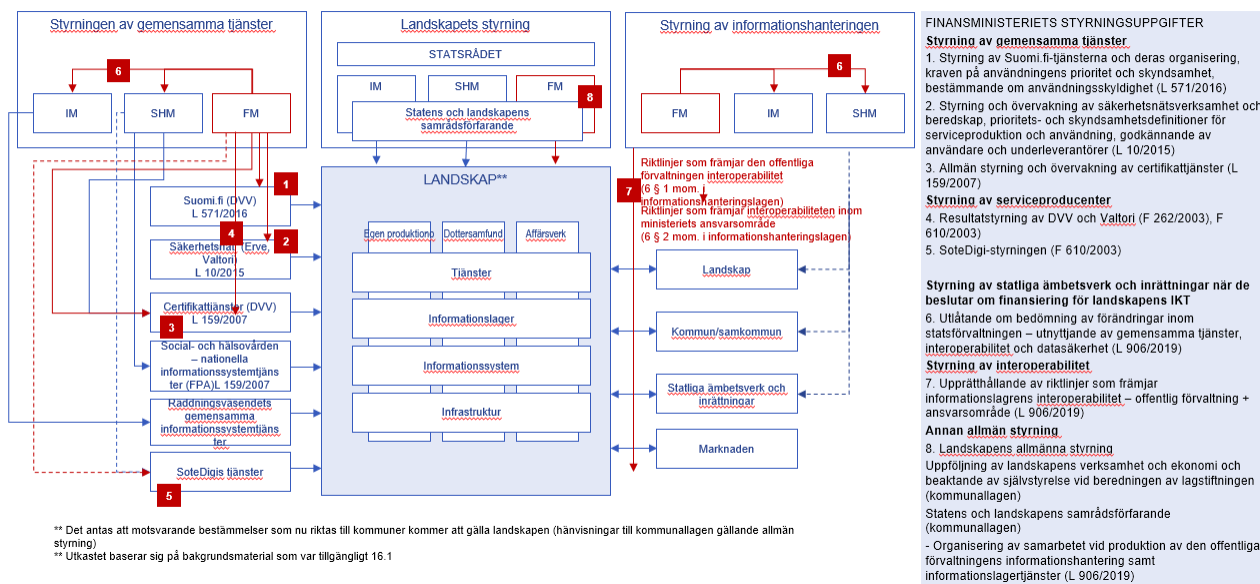 Styrningen av gemensamma tjänster
6
IM
SHM
FM
1
Suomi.fi (DVV)
L 571/2016
4
2
Säkerhetsnät (Erve,
Valtori)
L 10/2015
Certifikattjänster (DVV)
L 159/2007
3
Social- och hälsovården
– nationella
informationssystemtjäns
ter (FPA)L 159/2007
Räddningsväsendets
gemensamma
informationssystemtjäns
ter
SoteDigis tjänster
5
Landskapets styrning
STATSRÅDET
IM
SHM
FM
8
Statens och landskapens
samrådsförfarande
LANDSKAP**
Egen produktiono
Dottersamfund
Affärsverk
Tjänster
Informationslager
Informationssystem
Infrastruktur
Styrning av informationshanteringen
6
FM
IM
SHM
7
Riktlinjer som främjar den offentliga
förvaltningen interoperabilitet
(6 § 1 mom. i
informationshanteringslagen)
Riktlinjer som främjar interoperabiliteten inom
ministeriets ansvarsområde
(6 § 2 mom. i informationshanteringslagen)
Landskap
Kommun/samkommun
Statliga ämbetsverk och
inrättningar
Marknaden
** Det antas att motsvarande bestämmelser som nu riktas till kommuner kommer att gälla landskapen (hänvisningar till kommunallagen gällande allmän
styrning)
** Utkastet baserar sig på bakgrundsmaterial som var tillgängligt 16.1
FINANSMINISTERIETS STYRNINGSUPPGIFTER
Styrning av gemensamma tjänster
1. Styrning av Suomi.fi-tjänsterna och deras organisering,
kraven på användningens prioritet och skyndsamhet,
bestämmande om användningsskyldighet (L 571/2016)
2. Styrning och övervakning av säkerhetsnätsverksamhet och
beredskap, prioritets- och skyndsamhetsdefinitioner för
serviceproduktion och användning, godkännande av
användare och underleverantörer (L 10/2015)
3. Allmän styrning och övervakning av certifikattjänster (L
159/2007)
Styrning av serviceproducenter
4. Resultatstyrning av DVV och Valtori (F 262/2003), F
610/2003)
5. SoteDigi-styrningen (F 610/2003)
Styrning av statliga ämbetsverk och inrättningar när de
beslutar om finansiering för landskapens IKT
6. Utlåtande om bedömning av förändringar inom
statsförvaltningen – utnyttjande av gemensamma tjänster,
interoperabilitet och datasäkerhet (L 906/2019)
Styrning av interoperabilitet
7. Upprätthållande av riktlinjer som främjar
informationslagrens interoperabilitet – offentlig förvaltning +
ansvarsområde (L 906/2019)
Annan allmän styrning
8. Landskapens allmänna styrning
Uppföljning av landskapens verksamhet och ekonomi och
beaktande av självstyrelse vid beredningen av lagstiftningen
(kommunallagen)
Statens och landskapens samrådsförfarande
(kommunallagen)
- Organisering av samarbetet vid produktion av den offentliga
förvaltningens informationshantering samt
informationslagertjänster (L 906/2019)